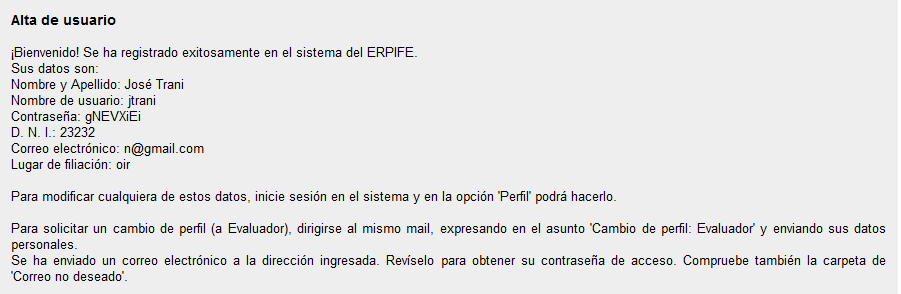 Alta de usuario
¡Bienvenido! Se ha registrado exitosamente en el sistema del ERPIFE.
Sus datos son:
Nombre y Apellido: José Trani
Nombre de usuario: jtrani
Contraseña: gNEVXiEi
D. N. I.: 23232
Correo electrónico: n@gmail.com
Lugar de filiación: oir
Para modificar cualquiera de estos datos, inicie sesión en el sistema y en la opción 'Perfil' podrá hacerlo.
Para solicitar un cambio de perfil (a Evaluador), dirigirse al mismo mail, expresando en el asunto 'Cambio de perfil: Evaluador' y enviando sus datos
personales.
Se ha enviado un correo electrónico a la dirección ingresada. Revíselo para obtener su contraseña de acceso. Compruebe también la carpeta de
'Correo no deseado'.